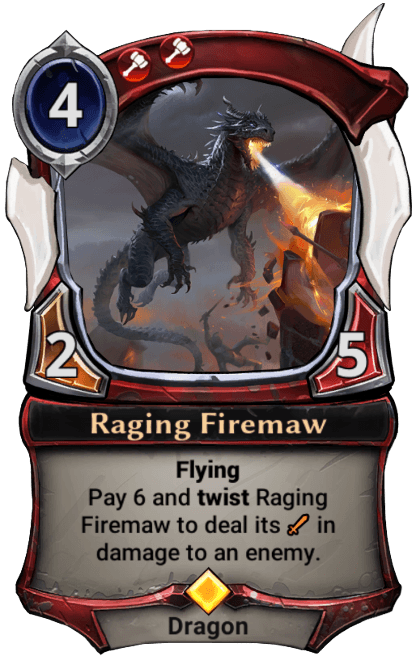 4
2
5
Raging Firemaw
Flying
Pay 6 and twist Raging
Firemaw to deal its in
damage to an enemy.
Dragon